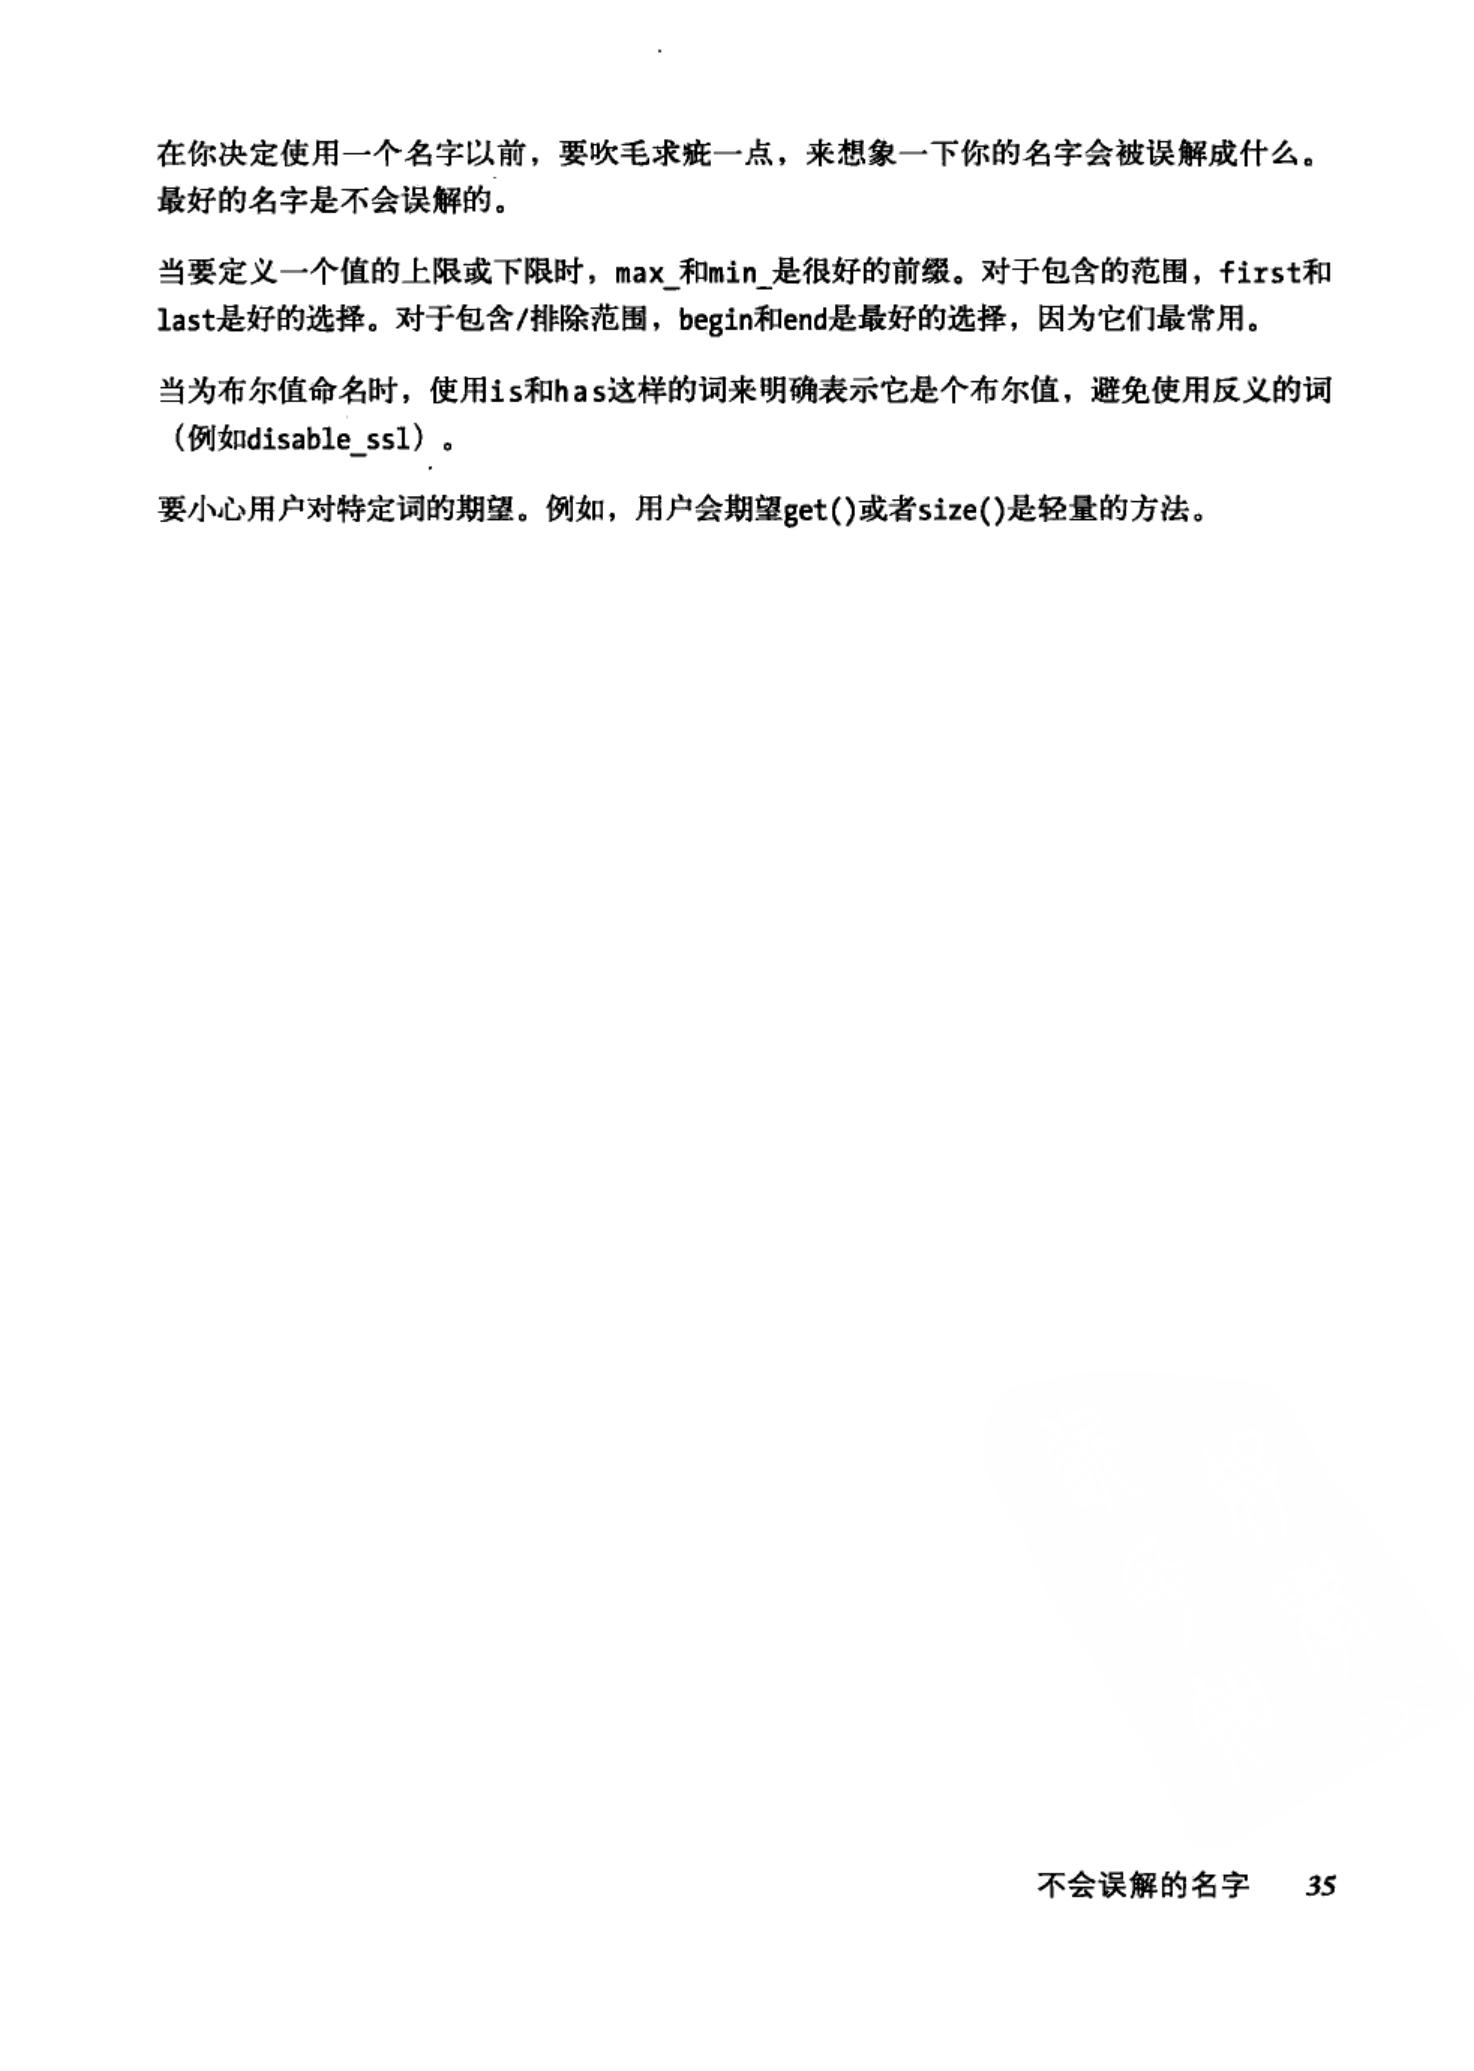 在你决定使用一个名字以前，要吹毛求疵一点，来想象一下你的名字会被误解成什么。
最好的名字是不会误解的。
当要定义一个值的上限或下限时，max_和min_是很好的前缀。对于包含的范围，first和
last是好的选择。对于包含/排除范围，begin和end是最好的选择，因为它们最常用。
当为布尔值命名时，使用is和has这样的词来明确表示它是个布尔值，避免使用反义的词
（例如disable_ssl）。
要小心用户对特定词的期望。例如，用户会期望get()或者size()是轻量的方法。
不会误解的名字 35